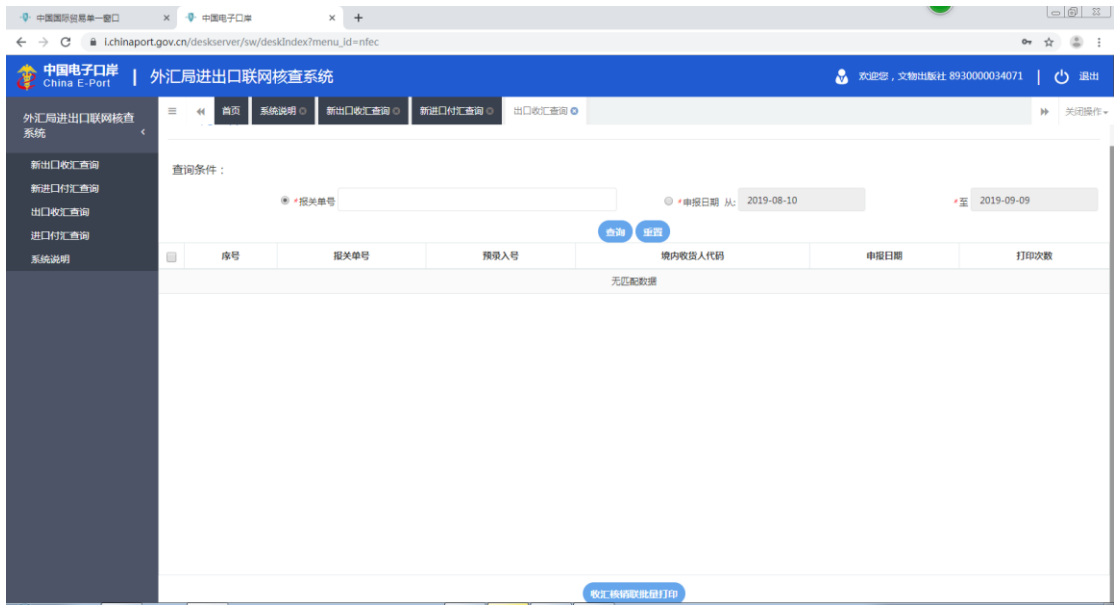 中国国际贸易单一窗口
中国电子口岸
i.chinaport.gov.cn/deskserver/sw/deskIndex?menu_id=nfec
中国电子口岸
China E-Port
外汇局进出口联网核查系统
欢迎您，文物出版社 8930000034071
退出
外汇局进出口联网核查
系统
首页
系统说明
新出口收汇查询
新进口付汇查询
出口收汇查询
关闭操作
新出口收汇查询
新进口付汇查询
出口收汇查询
进口付汇查询
系统说明
查询条件：
*报关单号
*申报日期 从: 2019-08-10
*至 2019-09-09
查询 重置
序号 报关单号 预录入号 境内收货人代码 申报日期 打印次数
无匹配数据
收汇核销联批量打印